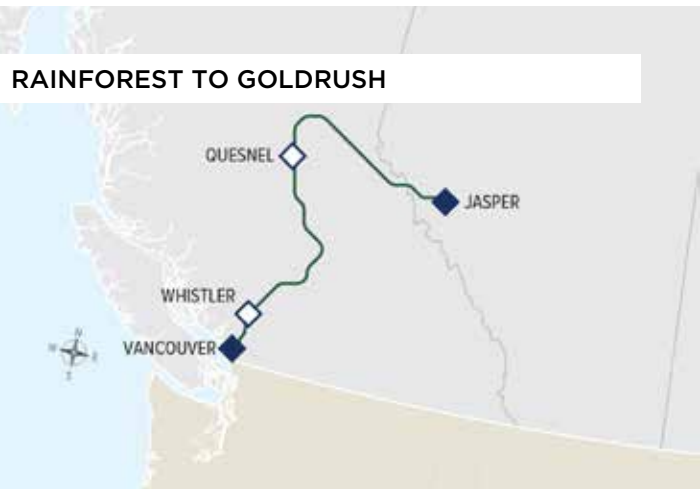 RAINFOREST TO GOLDRUSH
QUESNEL
JASPER
WHISTLER
VANCOUVER
N
W E
S